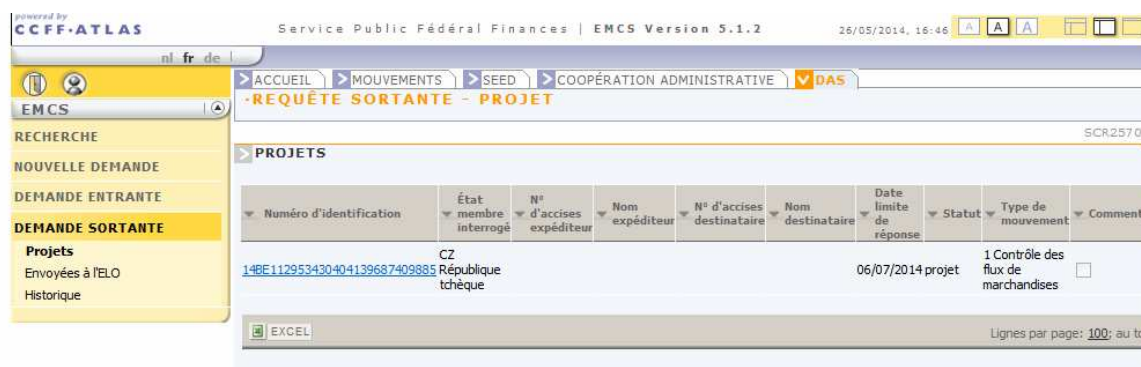 powered by
CCFF·ATLAS
Service Public Fédéral Finances | EMCS Version 5.1.2
26/05/2014, 16:46 A A A
nl fr de
ACCUEIL MOUVEMENTS SEED COOPÉRATION ADMINISTRATIVE DAS
·REQUÊTE SORTANTE - PROJET
EMCS
RECHERCHE
NOUVELLE DEMANDE
DEMANDE ENTRANTE
DEMANDE SORTANTE
Projets
Envoyées à l'ELO
Historique
SCR2570
PROJETS
Numéro d'identification
État
membre
interrogé
N°
d'accises
expéditeur
Nom
expéditeur
N° d'accises
destinataire
Nom
destinataire
Date
limite
de
réponse
Statut
Type de
mouvement
Comment
14BE112953430404139687409885
CZ
République
tchèque
06/07/2014
projet
1 Contrôle des
flux de
marchandises
EXCEL
Lignes par page: 100; au to